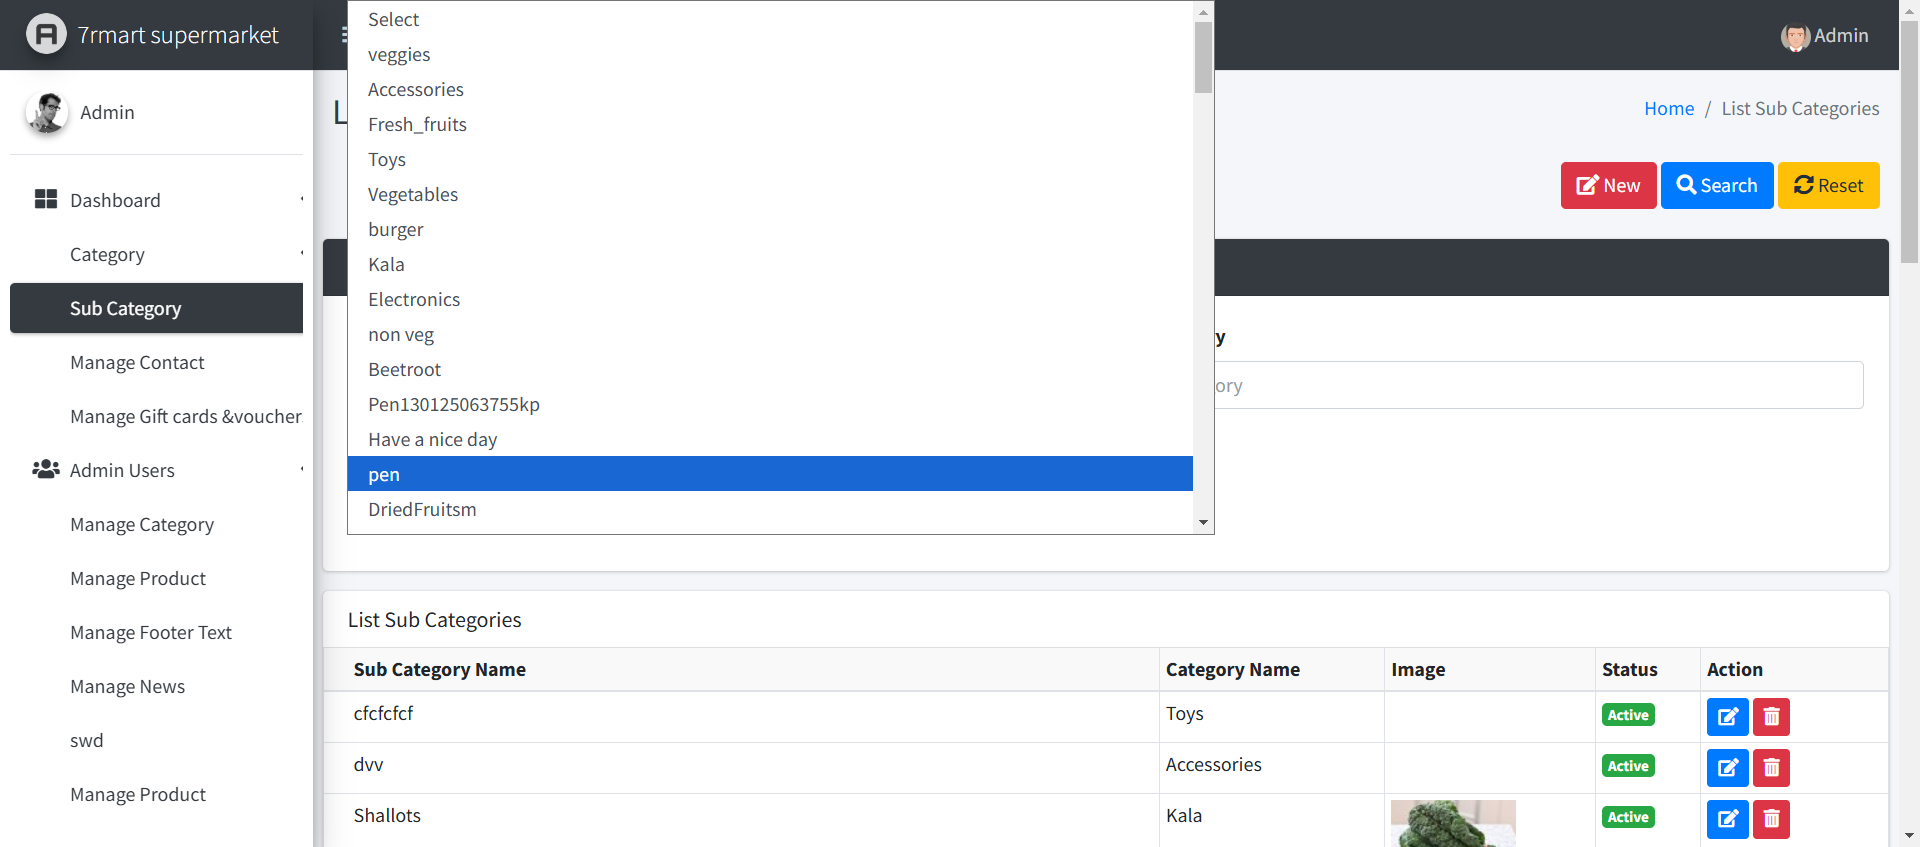 7rmart supermarket
Admin
Admin
Dashboard
Category
Sub Category
Manage Contact
Manage Gift cards &voucher
Admin Users
Manage Category
Manage Product
Manage Footer Text
Manage News
swd
Manage Product
Select
veggies
Accessories
Fresh_fruits
Toys
Vegetables
burger
Kala
Electronics
non veg
Beetroot
Pen130125063755kp
Have a nice day
pen
DriedFruitsm
Home / List Sub Categories
New Search Reset
y
ory
List Sub Categories
Sub Category Name Category Name Image Status Action
cfcfcfcf Toys Active
dvv Accessories Active
Shallots Kala Active